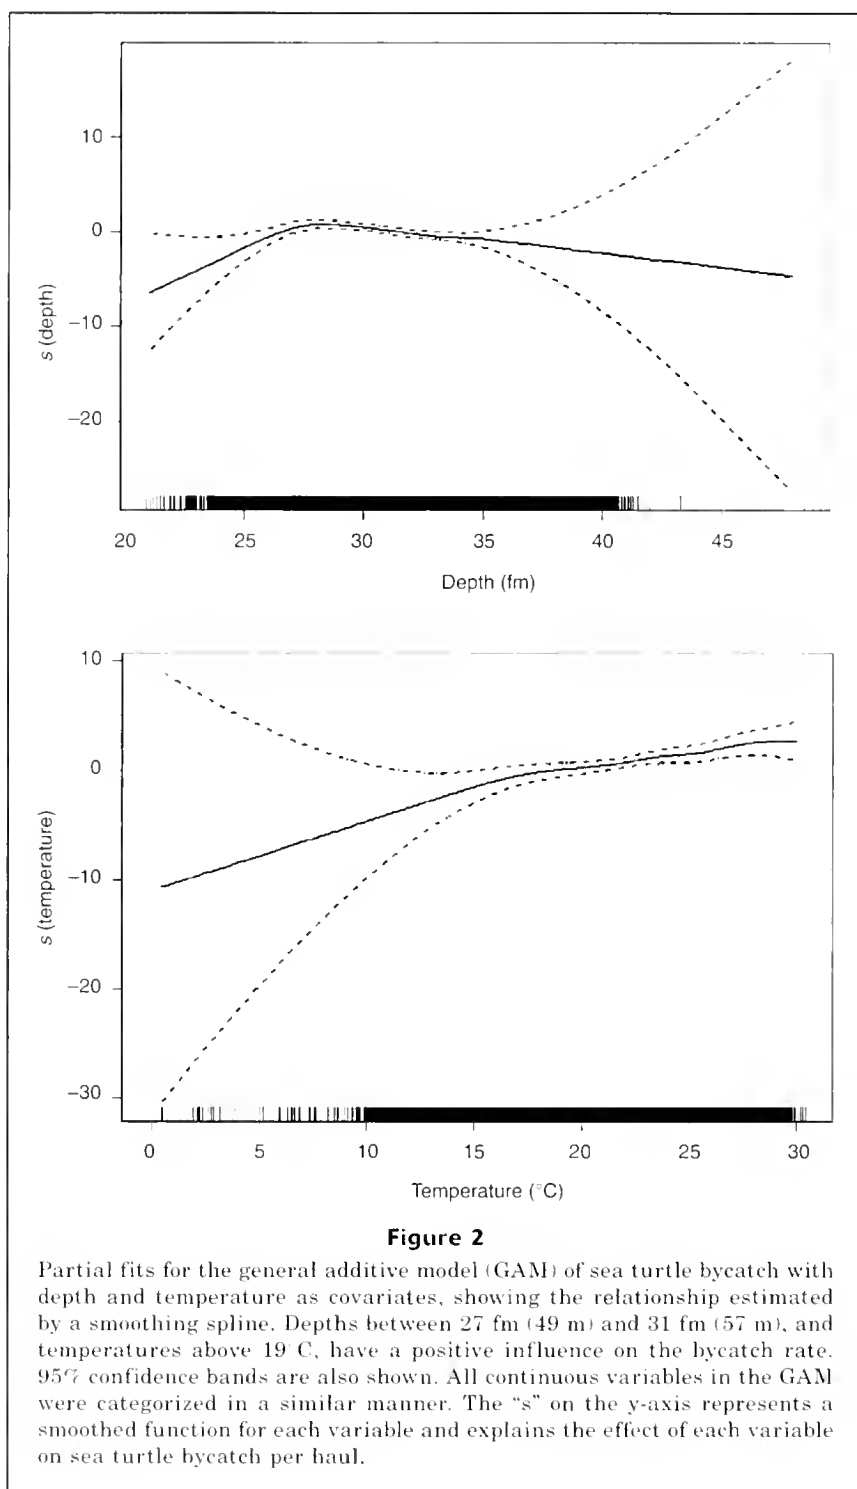 10
0
−10
−20
s (depth)
20 25 30 35 40 45
Depth (fm)
10
0
−10
−20
−30
s (temperature)
0 5 10 15 20 25 30
Temperature (°C)
Figure 2
Partial fits for the general additive model (GAM) of sea turtle bycatch with
depth and temperature as covariates, showing the relationship estimated
by a smoothing spline. Depths between 27 fm (49 m) and 31 fm (57 m), and
temperatures above 19°C, have a positive influence on the bycatch rate.
95% confidence bands are also shown. All continuous variables in the GAM
were categorized in a similar manner. The “s” on the y-axis represents a
smoothed function for each variable and explains the effect of each variable
on sea turtle bycatch per haul.